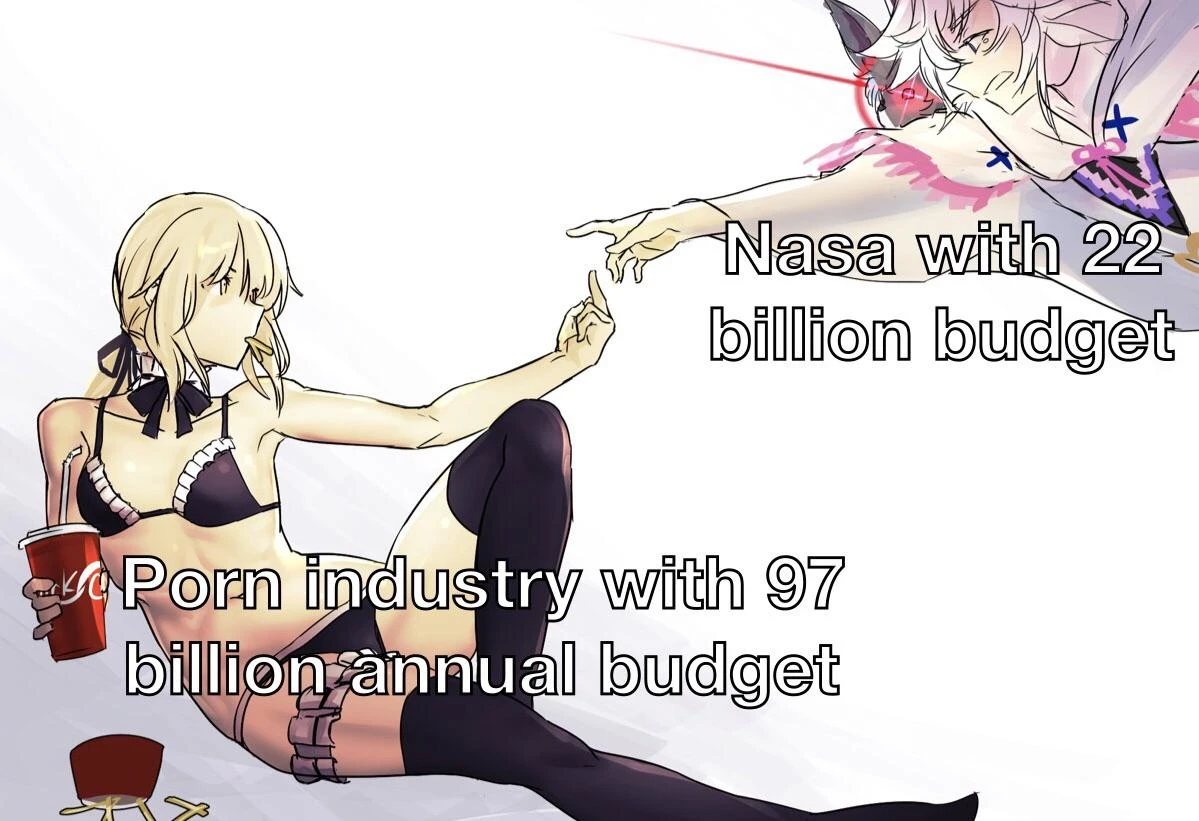 Nasa with 22
billion budget
Porn industry with 97
billion annual budget